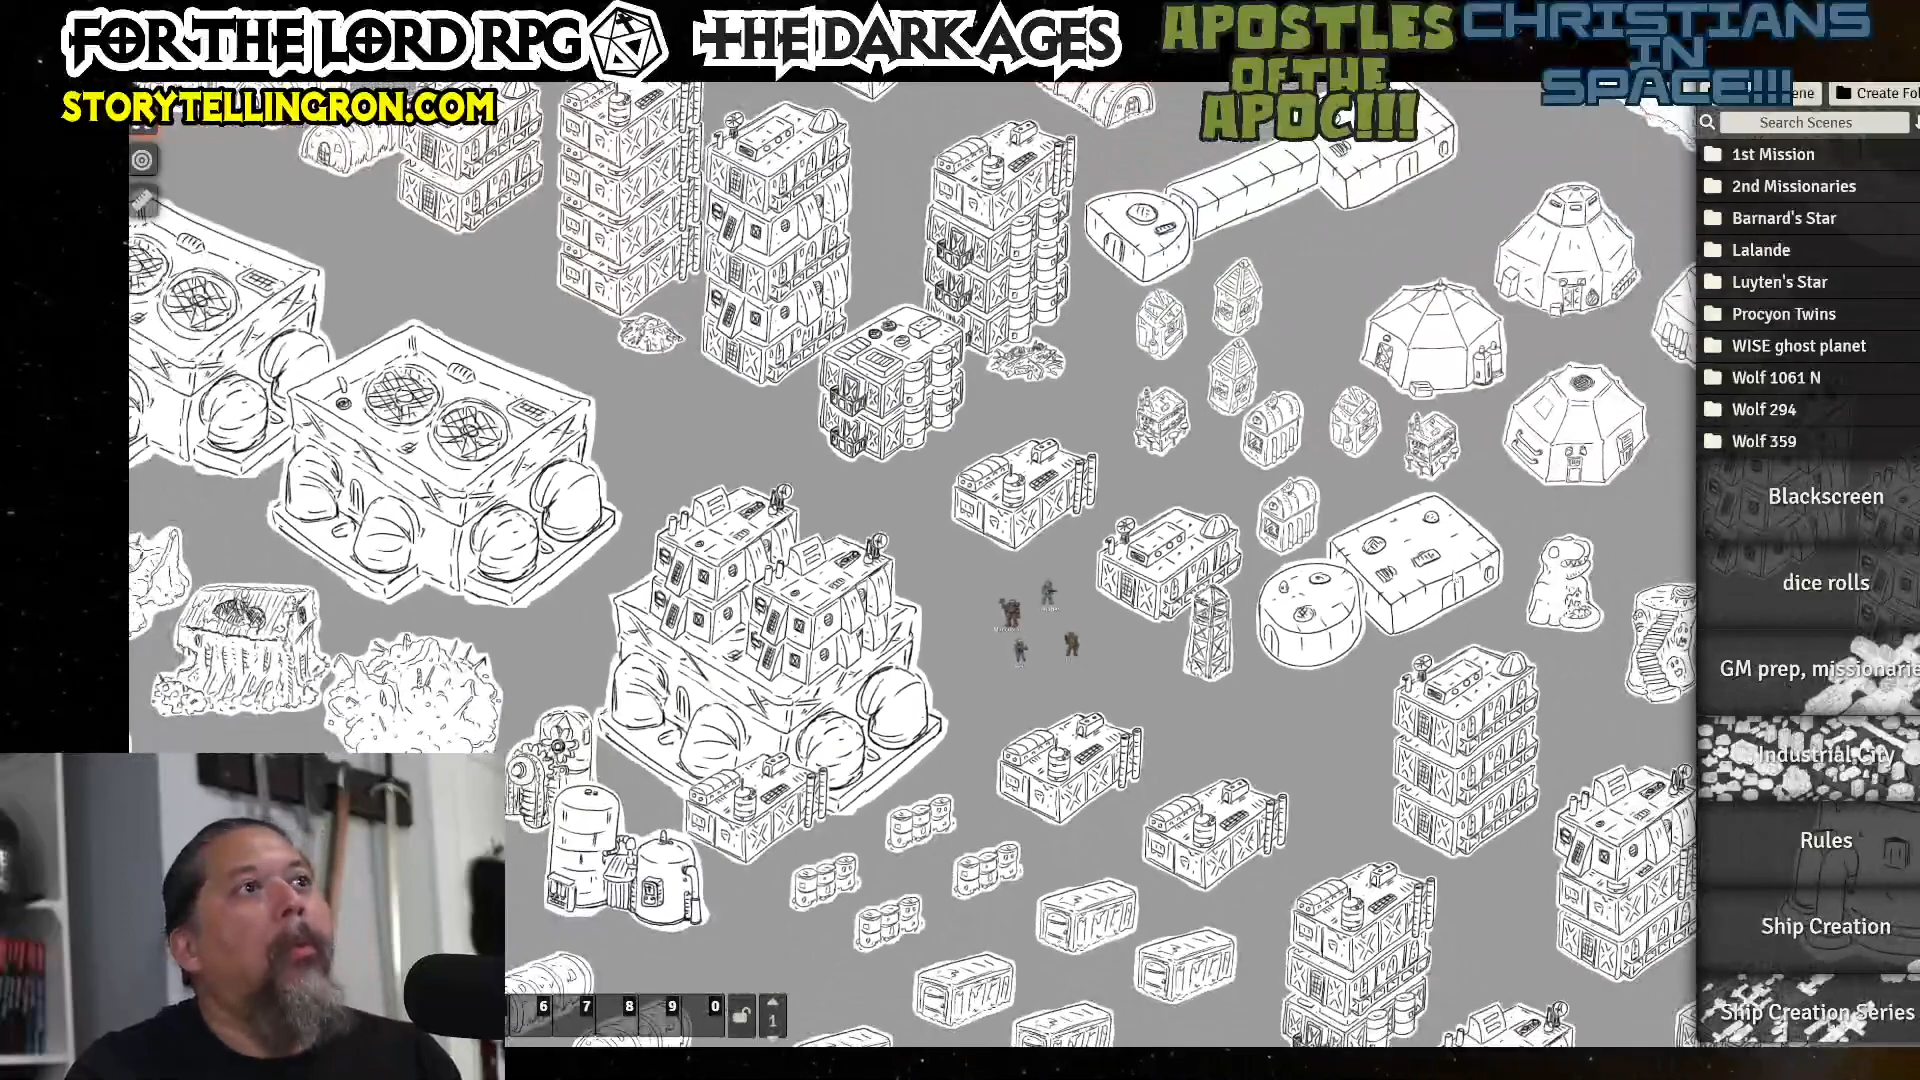 FOR THE LORD RPG
THE DARK AGES
APOSTLES
OF THE
APOC!!!
CHRISTIANS
IN
SPACE!!!
STORYTELLINGRON.COM
Create Fol
Search Scenes
1st Mission
2nd Missionaries
Barnard's Star
Lalande
Luyten's Star
Procyon Twins
WISE ghost planet
Wolf 1061 N
Wolf 294
Wolf 359
Blackscreen
dice rolls
GM prep, missionarie
Industrial City
Rules
Ship Creation
Ship Creation Series
6 7 8 9 0
1